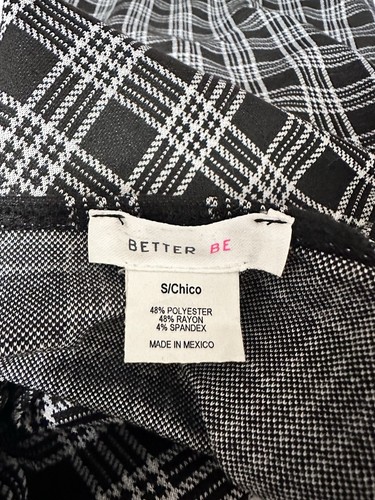 BETTER BE
S/Chico
48% POLYESTER
48% RAYON
4% SPANDEX
MADE IN MEXICO